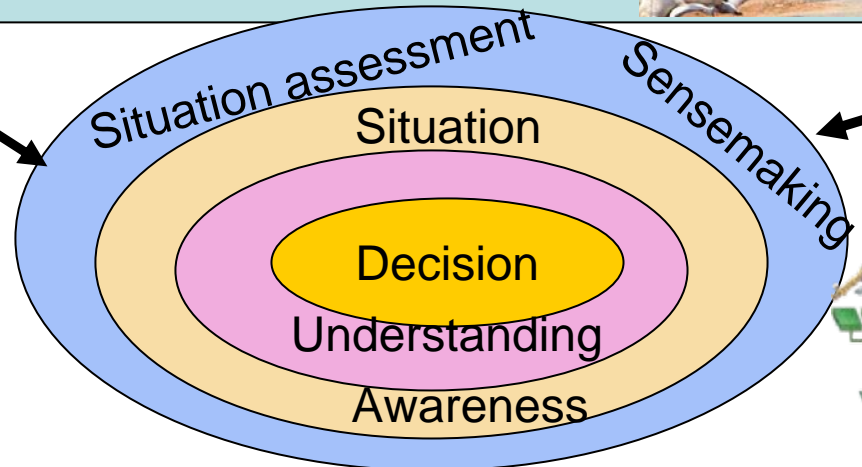 Situation assessment
Sensemaking
Situation
Decision
Understanding
Awareness